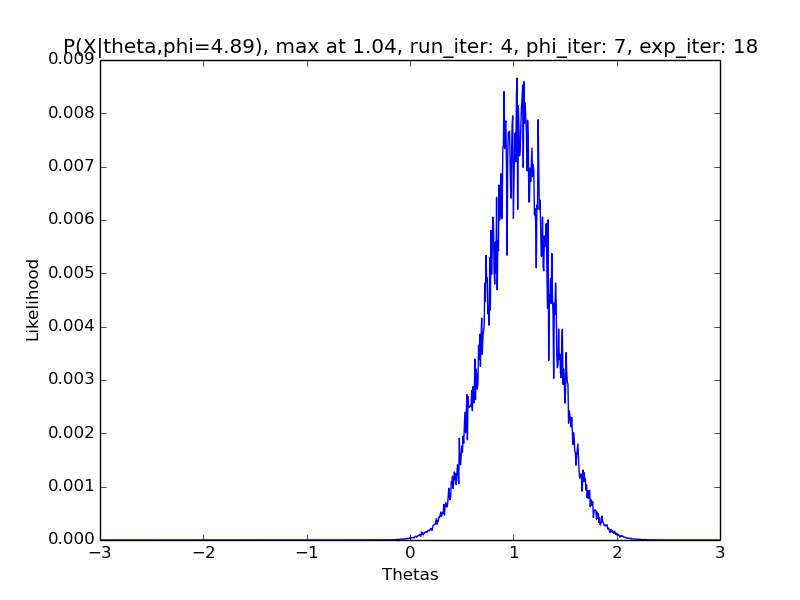 P(X|theta,phi=4.89), max at 1.04, run_iter: 4, phi_iter: 7, exp_iter: 18
0.009
0.008
0.007
0.006
0.005
0.004
0.003
0.002
0.001
0.000
Likelihood
−3 −2 −1 0 1 2 3
Thetas